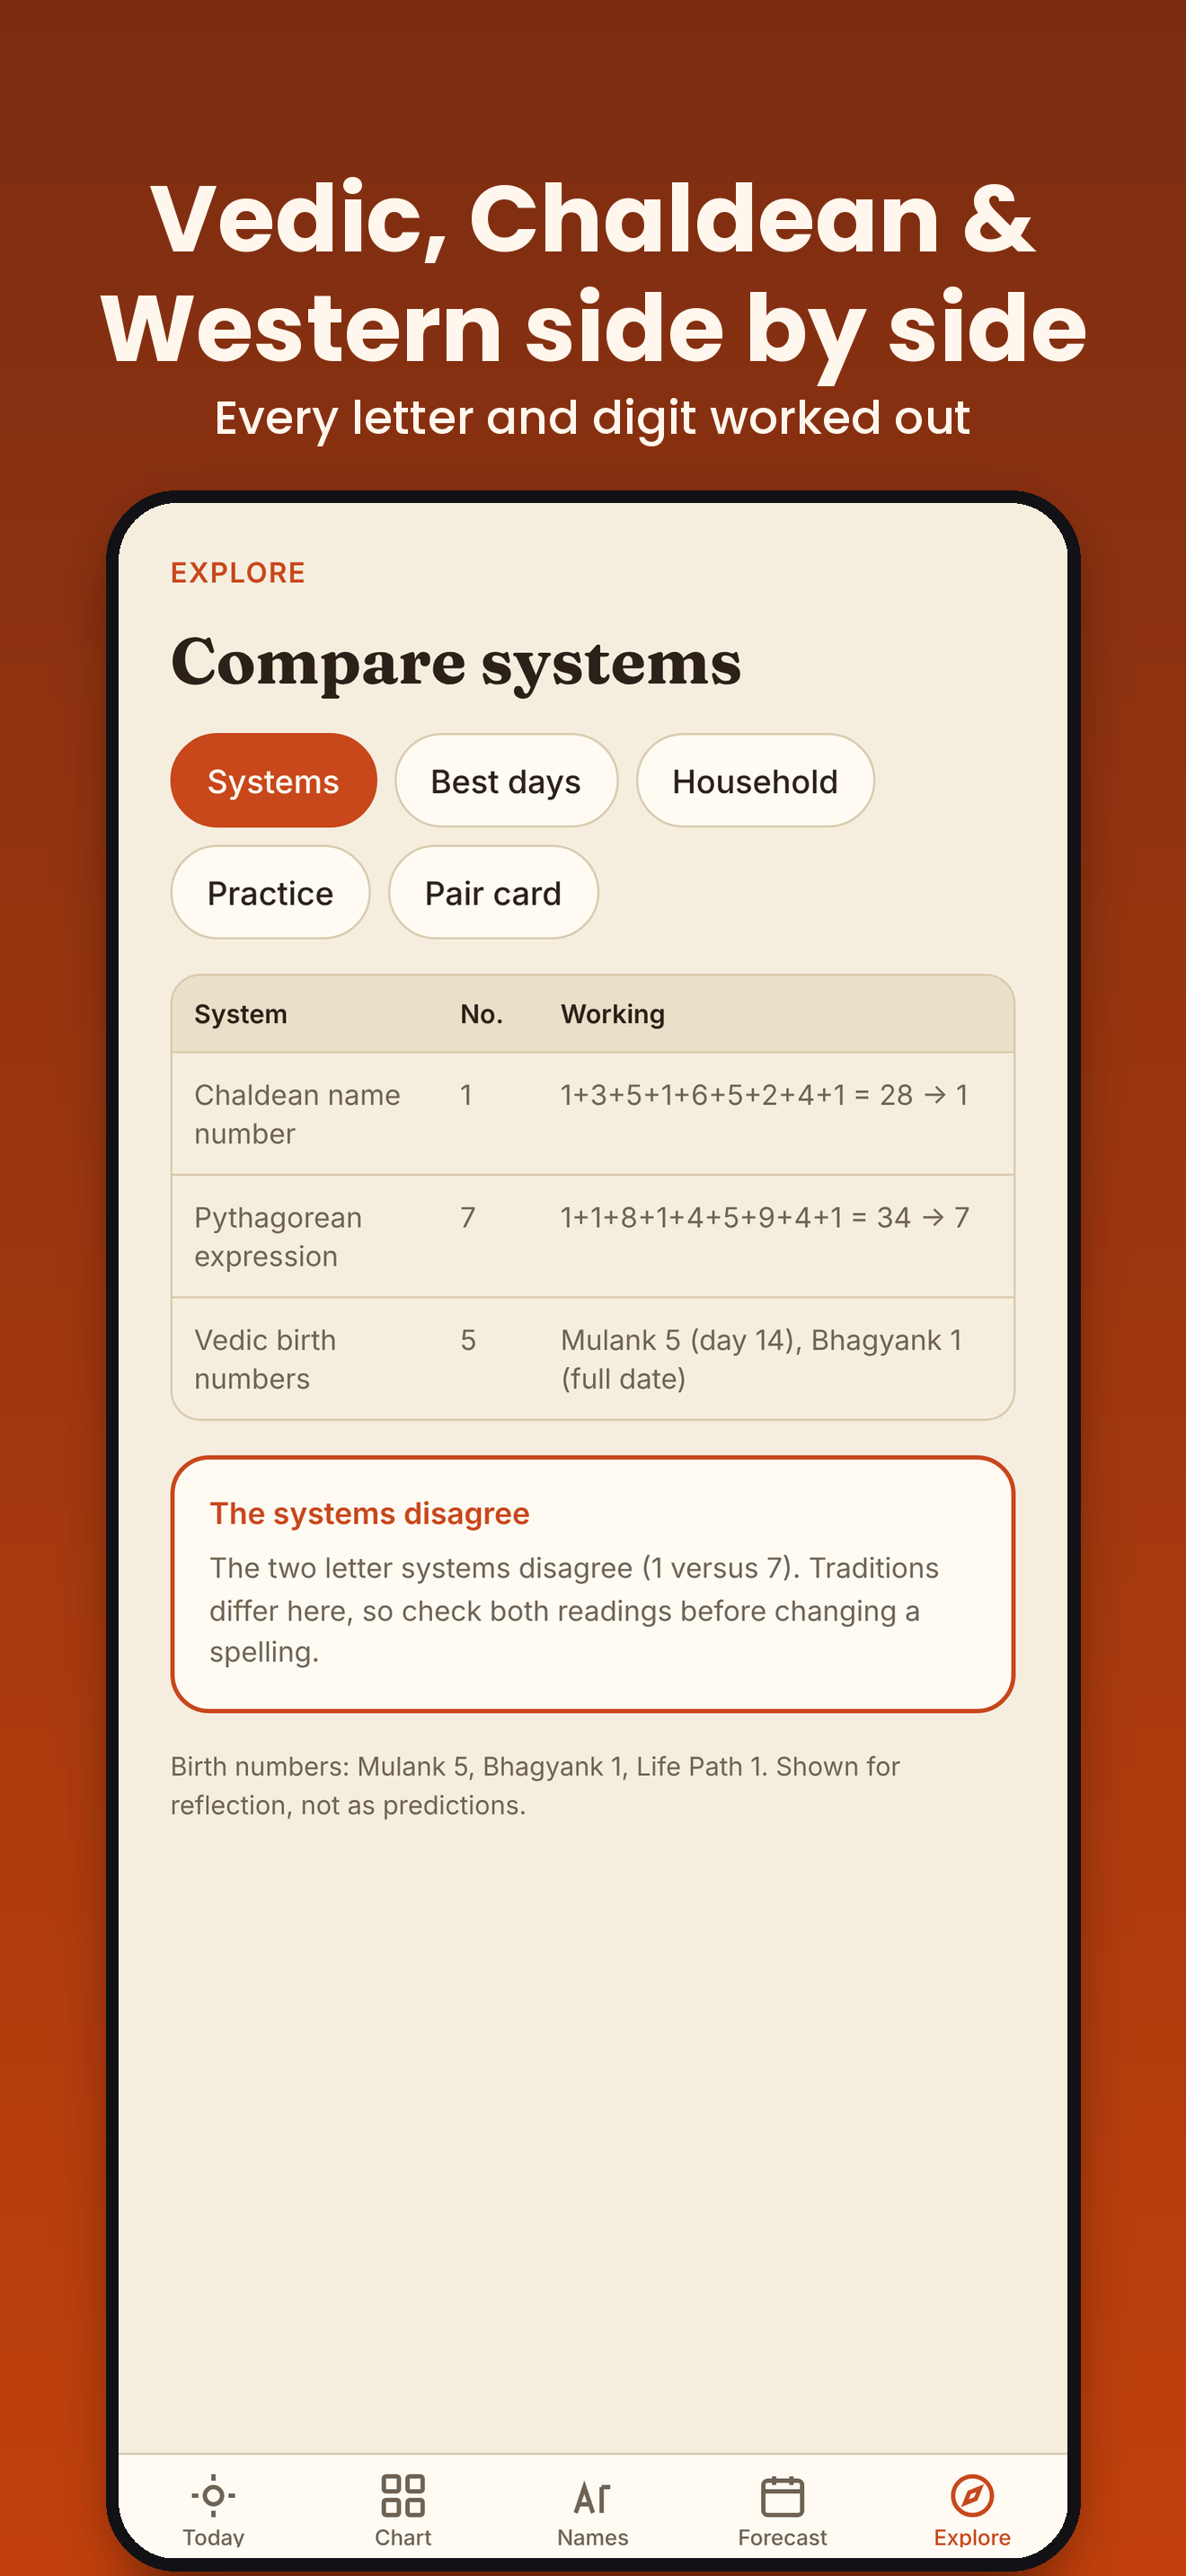 Vedic, Chaldean &
Western side by side
Every letter and digit worked out
EXPLORE
Compare systems
Systems
Best days
Household
Practice
Pair card
System No. Working
Chaldean name 1 1+3+5+1+6+5+2+4+1 = 28 → 1
number
Pythagorean 7 1+1+8+1+4+5+9+4+1 = 34 → 7
expression
Vedic birth 5 Mulank 5 (day 14), Bhagyank 1
numbers (full date)
The systems disagree
The two letter systems disagree (1 versus 7). Traditions
differ here, so check both readings before changing a
spelling.
Birth numbers: Mulank 5, Bhagyank 1, Life Path 1. Shown for
reflection, not as predictions.
Today
Chart
Names
Forecast
Explore